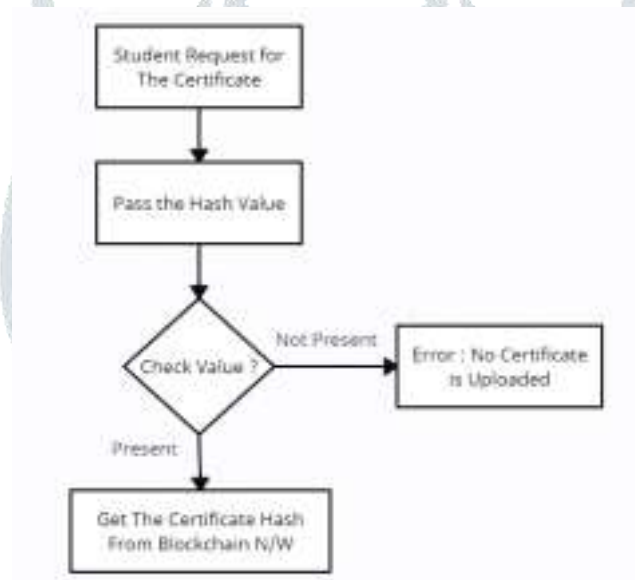 Student Request for
The Certificate
Pass the Hash Value
Check Value ?
Not Present
Error : No Certificate
is Uploaded
Present
Get The Certificate Hash
From Blockchain N/W